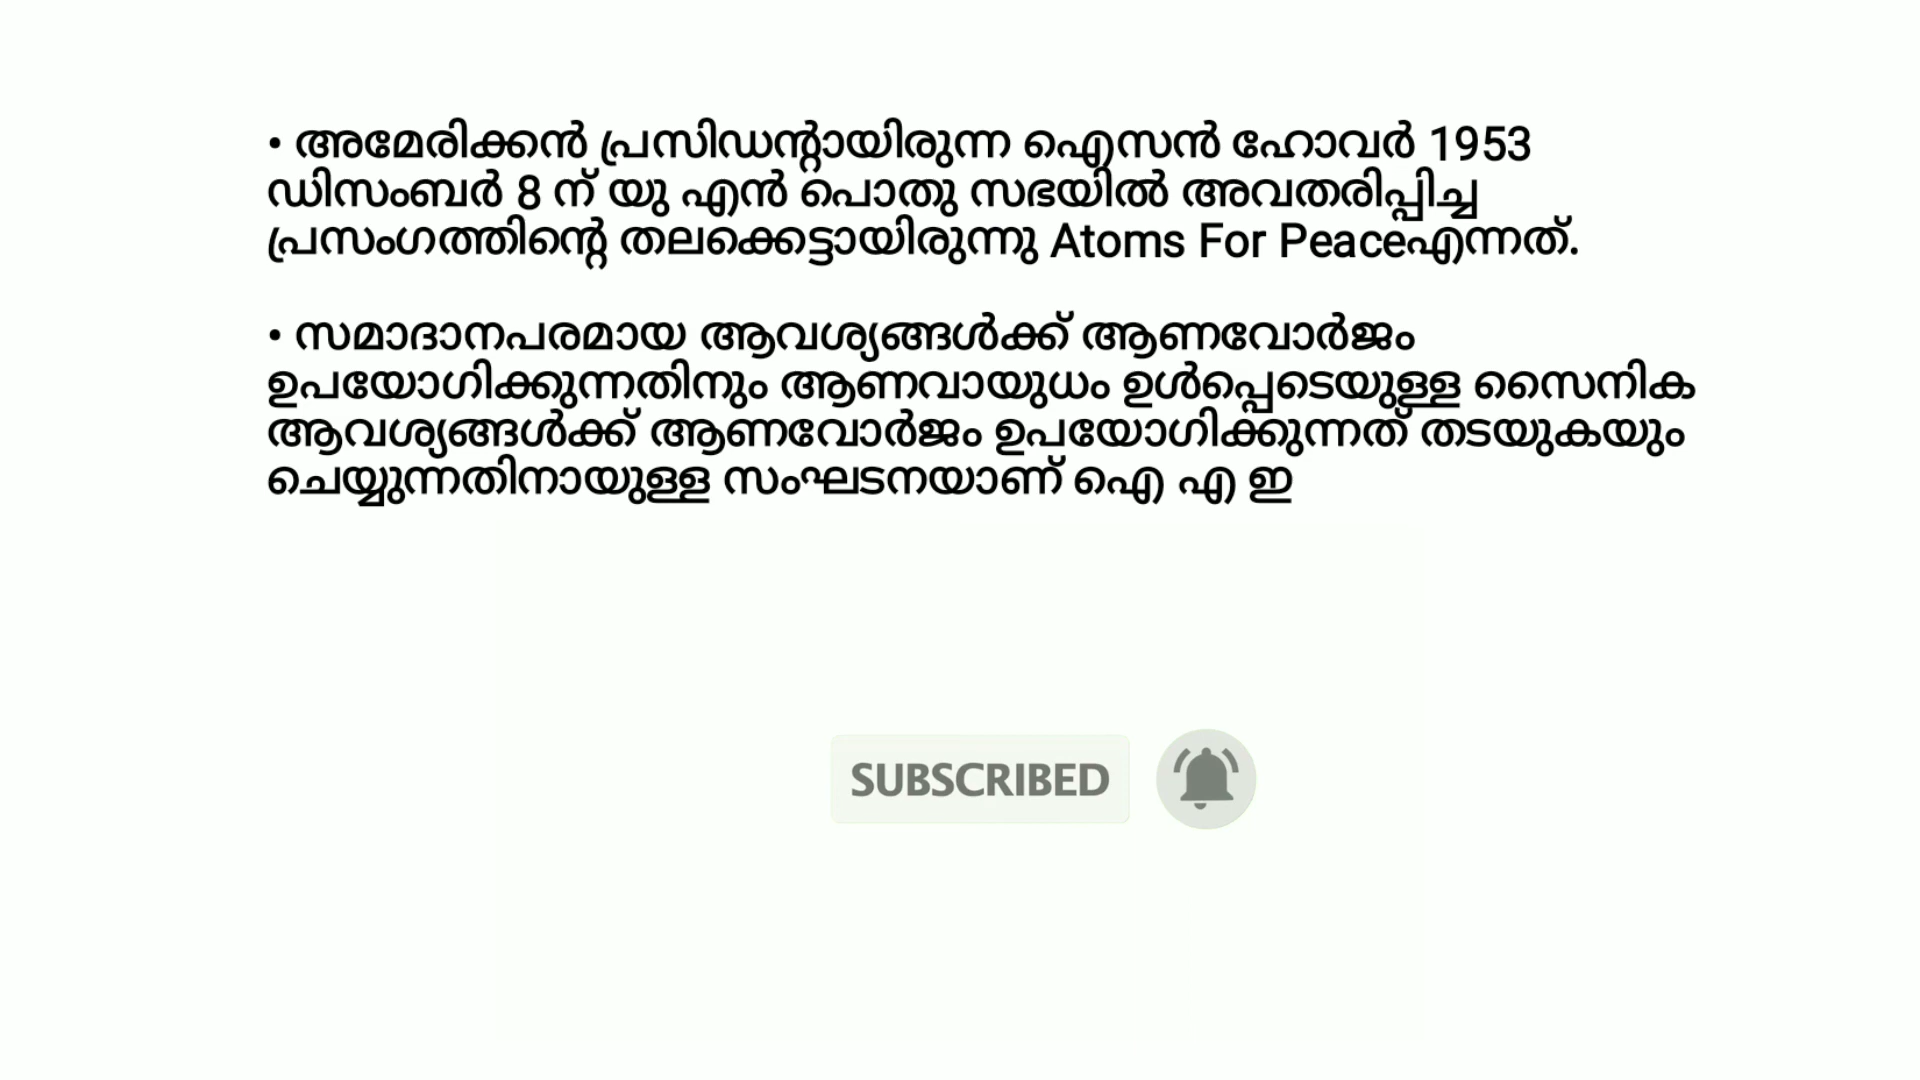 • അമേരിക്കൻ പ്രസിഡന്റായിരുന്ന ഐസൻ ഹോവർ 1953
ഡിസംബർ 8 ന് യു എൻ പൊതു സഭയിൽ അവതരിപ്പിച്ച
പ്രസംഗത്തിന്റെ തലക്കെട്ടായിരുന്നു Atoms For Peaceഎന്നത്.
• സമാദാനപരമായ ആവശ്യങ്ങൾക്ക് ആണവോർജം
ഉപയോഗിക്കുന്നതിനും ആണവായുധം ഉൾപ്പെടെയുള്ള സൈനിക
ആവശ്യങ്ങൾക്ക് ആണവോർജം ഉപയോഗിക്കുന്നത് തടയുകയും
ചെയ്യുന്നതിനായുള്ള സംഘടനയാണ് ഐ എ ഇ
SUBSCRIBED